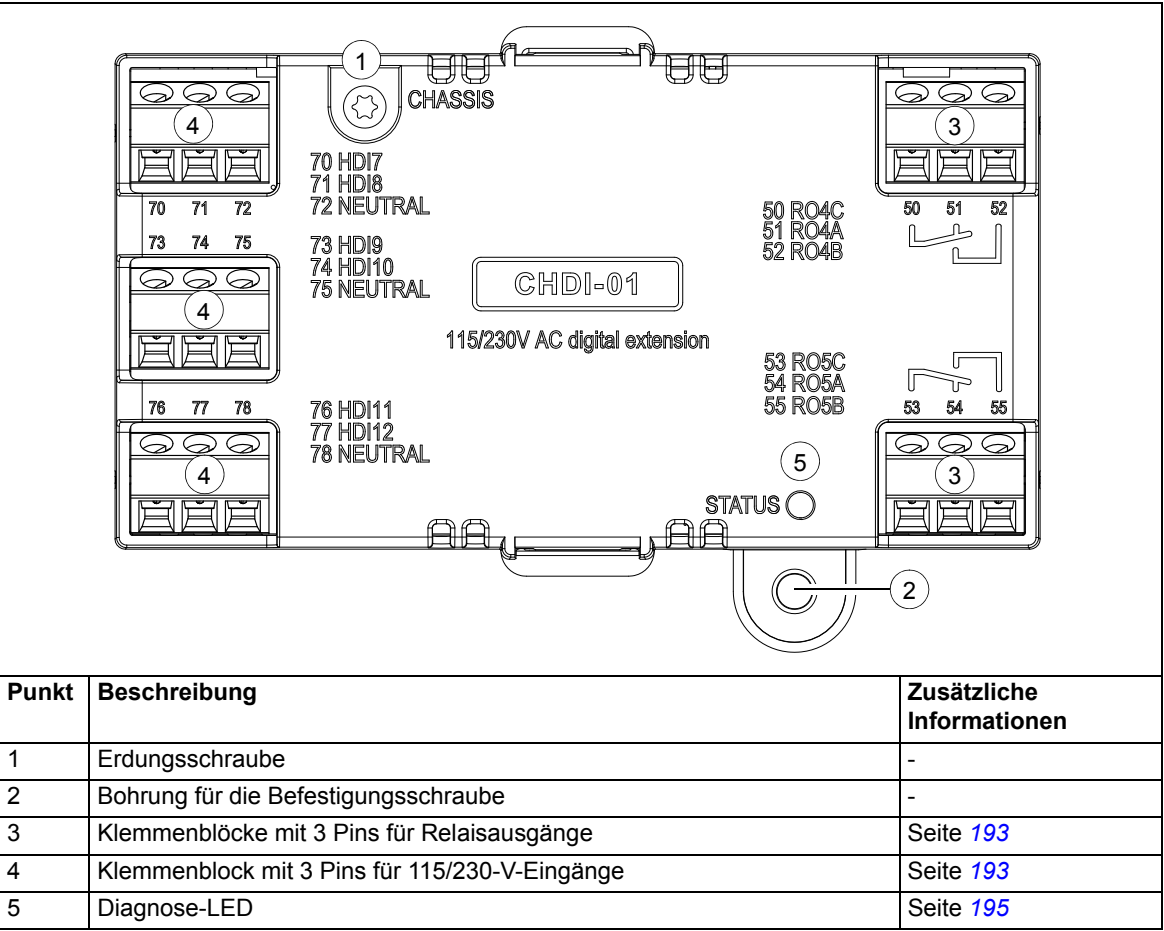 1
CHASSIS
4
3
70 HDI7
71 HDI8
72 NEUTRAL
70 71 72
50 RO4C
51 RO4A
52 RO4B
50 51 52
73 74 75
73 HDI9
74 HDI10
75 NEUTRAL
CHDI-01
4
115/230V AC digital extension
53 RO5C
54 RO5A
55 RO5B
53 54 55
76 77 78
76 HDI11
77 HDI12
78 NEUTRAL
4
5
3
STATUS
2
Punkt Beschreibung Zusätzliche
Informationen
1 Erdungsschraube -
2 Bohrung für die Befestigungsschraube -
3 Klemmenblöcke mit 3 Pins für Relaisausgänge Seite 193
4 Klemmenblock mit 3 Pins für 115/230-V-Eingänge Seite 193
5 Diagnose-LED Seite 195